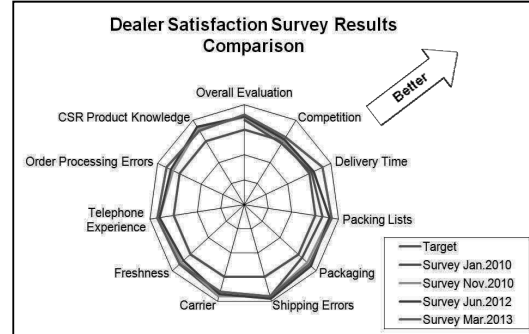 Dealer Satisfaction Survey Results
Comparison
Better
Overall Evaluation
CSR Product Knowledge
Competition
Order Processing Errors
Delivery Time
Telephone
Experience
Packing Lists
Freshness
Packaging
Carrier
Shipping Errors
Target
Survey Jan.2010
Survey Nov.2010
Survey Jun.2012
Survey Mar.2013